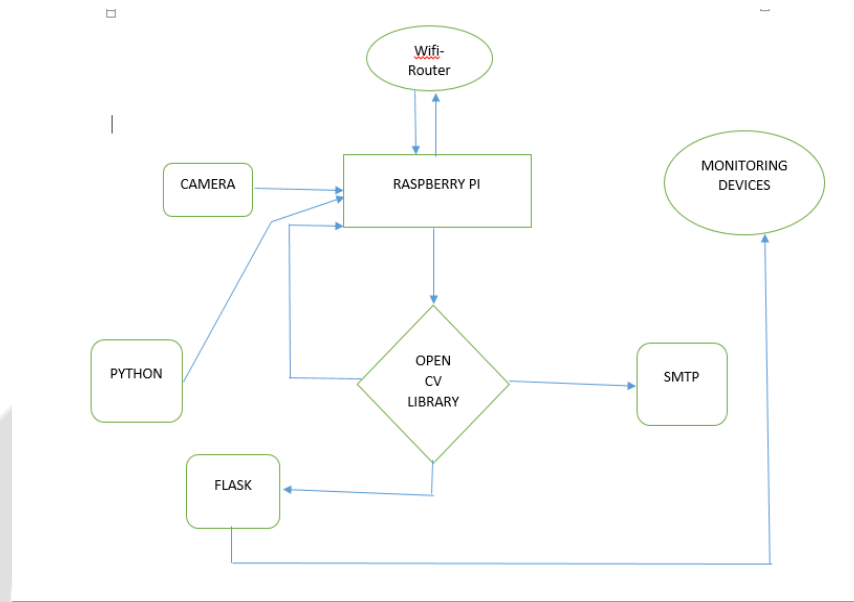 Wifi-
Router
MONITORING
DEVICES
CAMERA
RASPBERRY PI
PYTHON
OPEN
CV
LIBRARY
SMTP
FLASK